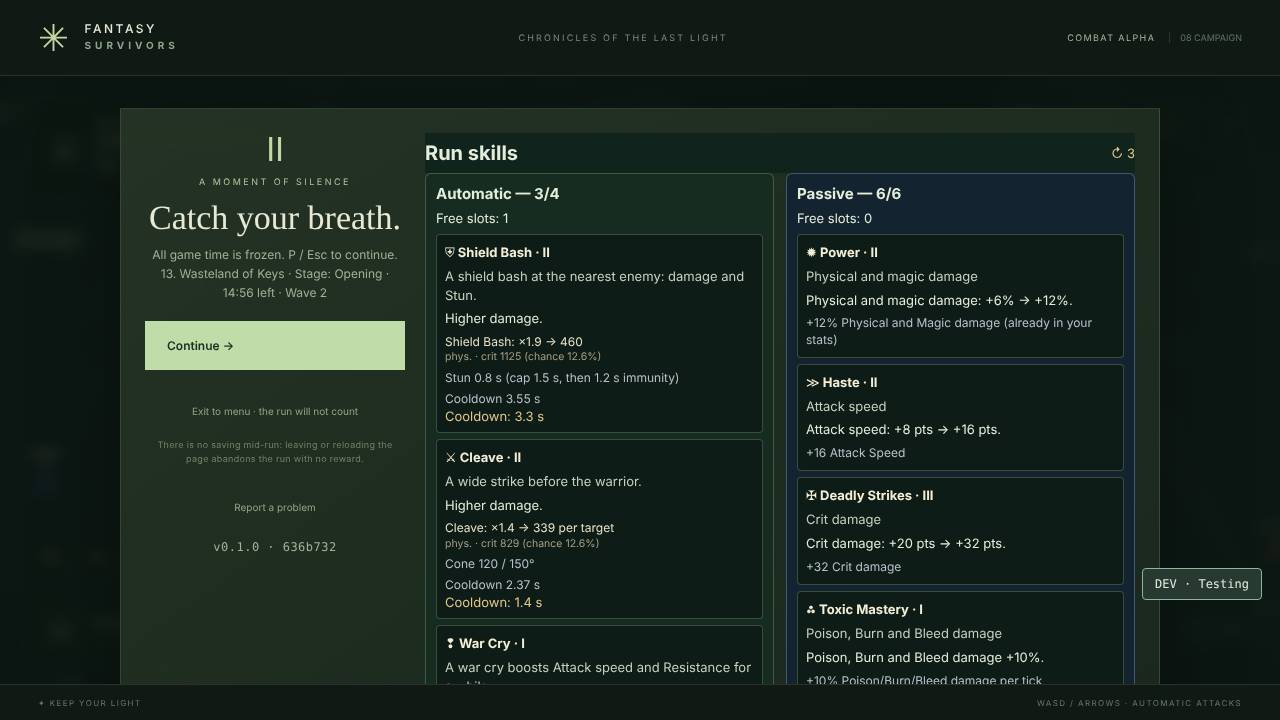 FANTASY
SURVIVORS
CHRONICLES OF THE LAST LIGHT
COMBAT ALPHA
08 CAMPAIGN
A MOMENT OF SILENCE
Catch your breath.
All game time is frozen. P / Esc to continue.
13. Wasteland of Keys · Stage: Opening ·
14:56 left · Wave 2
Continue →
Exit to menu · the run will not count
There is no saving mid-run: leaving or reloading the
page abandons the run with no reward.
Report a problem
v0.1.0 · 636b732
Run skills
↻ 3
Automatic — 3/4
Free slots: 1
Shield Bash · II
A shield bash at the nearest enemy: damage and
Stun.
Higher damage.
Shield Bash: ×1.9 → 460
phys. · crit 1125 (chance 12.6%)
Stun 0.8 s (cap 1.5 s, then 1.2 s immunity)
Cooldown 3.55 s
Cooldown: 3.3 s
⚔ Cleave · II
A wide strike before the warrior.
Higher damage.
Cleave: ×1.4 → 339 per target
phys. · crit 829 (chance 12.6%)
Cone 120 / 150°
Cooldown 2.37 s
Cooldown: 1.4 s
❢ War Cry · I
A war cry boosts Attack speed and Resistance for
Passive — 6/6
Free slots: 0
✹ Power · II
Physical and magic damage
Physical and magic damage: +6% → +12%.
+12% Physical and Magic damage (already in your
stats)
≫ Haste · II
Attack speed
Attack speed: +8 pts → +16 pts.
+16 Attack Speed
✠ Deadly Strikes · III
Crit damage
Crit damage: +20 pts → +32 pts.
+32 Crit damage
Toxic Mastery · I
Poison, Burn and Bleed damage
Poison, Burn and Bleed damage +10%.
+10% Poison/Burn/Bleed damage per tick
DEV · Testing
✦ KEEP YOUR LIGHT
WASD / ARROWS · AUTOMATIC ATTACKS